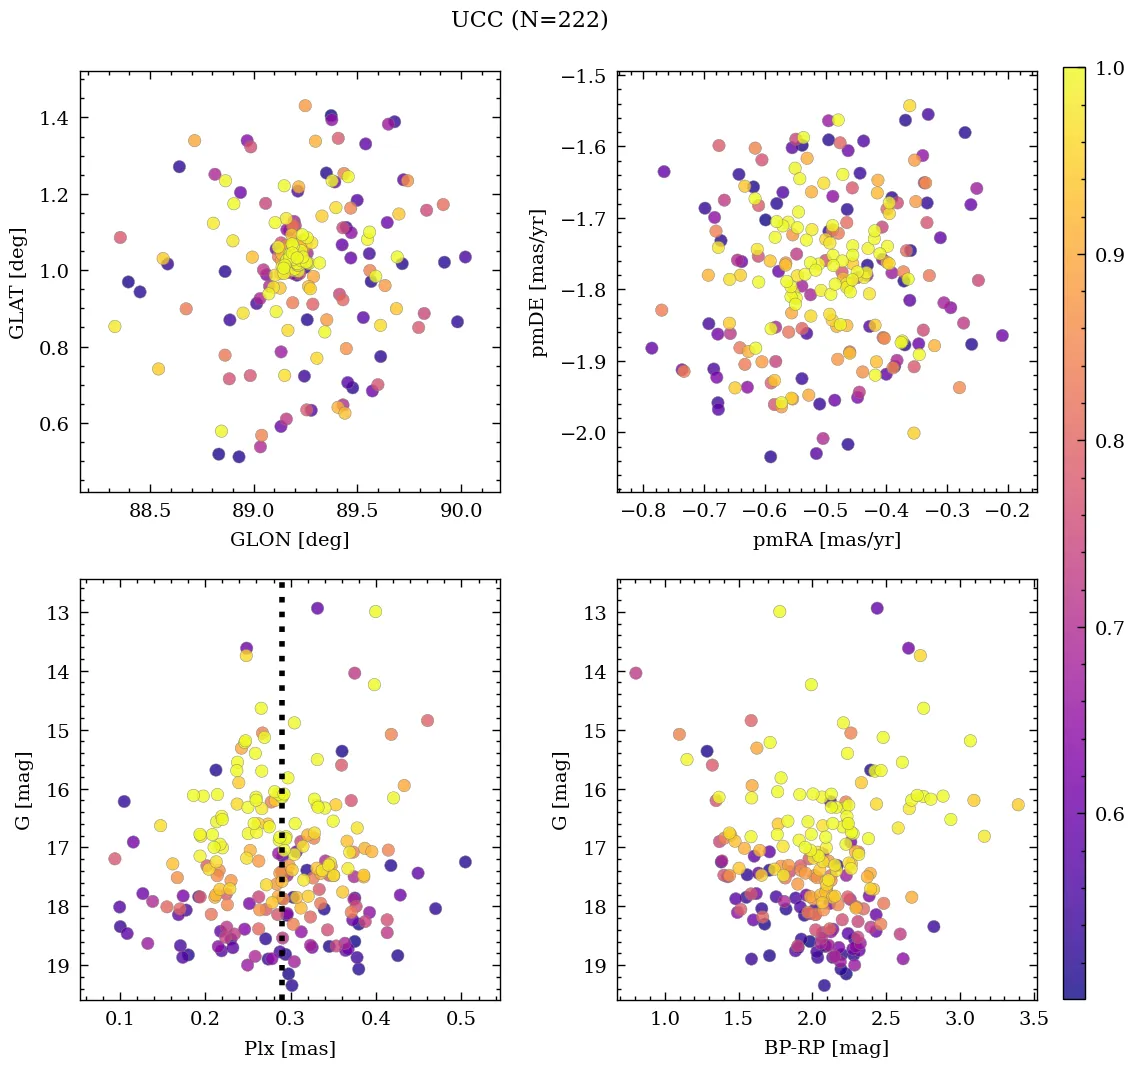 UCC (N=222)
1.4
1.2
1.0
0.8
0.6
GLAT [deg]
88.5 89.0 89.5 90.0
GLON [deg]
−1.5
−1.6
−1.7
−1.8
−1.9
−2.0
pmDE [mas/yr]
−0.8 −0.7 −0.6 −0.5 −0.4 −0.3 −0.2
pmRA [mas/yr]
13
14
15
16
17
18
19
G [mag]
0.1 0.2 0.3 0.4 0.5
Plx [mas]
13
14
15
16
17
18
19
G [mag]
1.0 1.5 2.0 2.5 3.0 3.5
BP-RP [mag]
1.0
0.9
0.8
0.7
0.6